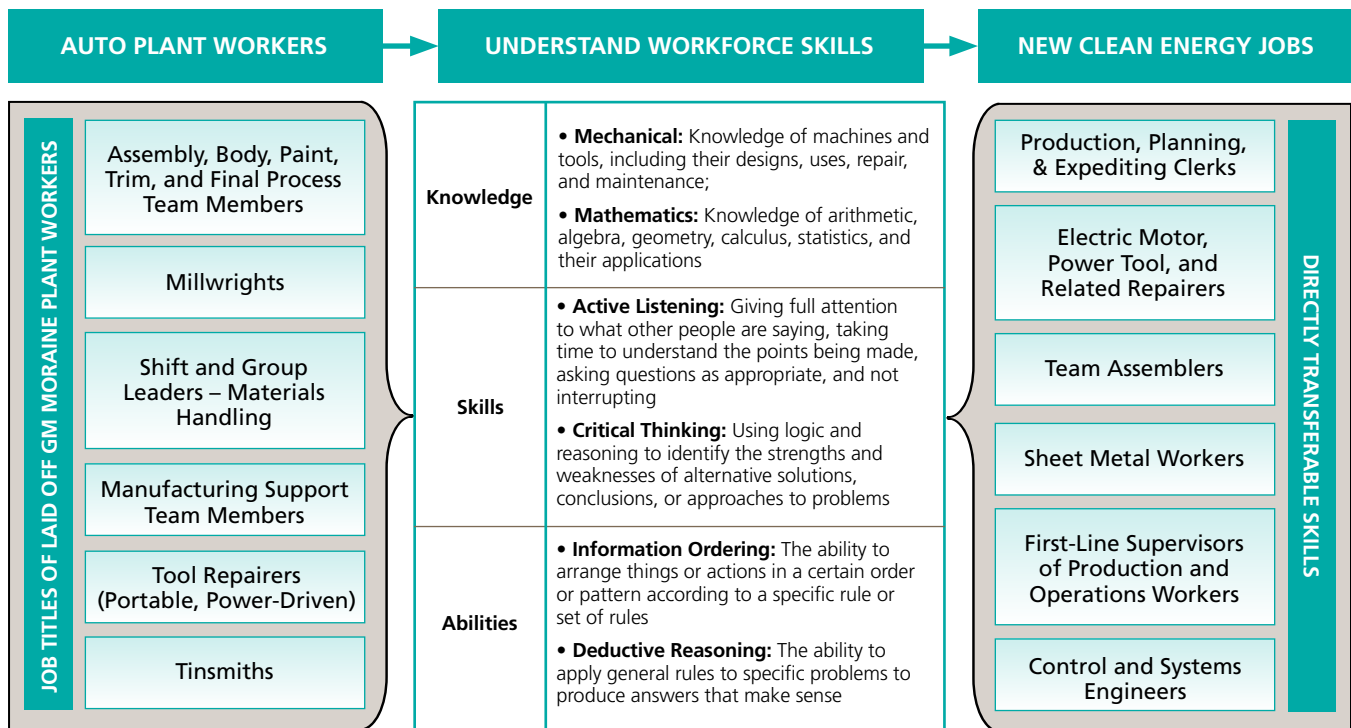 AUTO PLANT WORKERS
UNDERSTAND WORKFORCE SKILLS
NEW CLEAN ENERGY JOBS
JOB TITLES OF LAID OFF GM MORAINE PLANT WORKERS
Assembly, Body, Paint,
Trim, and Final Process
Team Members
Millwrights
Shift and Group
Leaders – Materials
Handling
Manufacturing Support
Team Members
Tool Repairers
(Portable, Power-Driven)
Tinsmiths
Knowledge
• Mechanical: Knowledge of machines and
tools, including their designs, uses, repair,
and maintenance;
• Mathematics: Knowledge of arithmetic,
algebra, geometry, calculus, statistics, and
their applications
Skills
• Active Listening: Giving full attention
to what other people are saying, taking
time to understand the points being made,
asking questions as appropriate, and not
interrupting
• Critical Thinking: Using logic and
reasoning to identify the strengths and
weaknesses of alternative solutions,
conclusions, or approaches to problems
Abilities
• Information Ordering: The ability to
arrange things or actions in a certain order
or pattern according to a specific rule or
set of rules
• Deductive Reasoning: The ability to
apply general rules to specific problems to
produce answers that make sense
Production, Planning,
& Expediting Clerks
Electric Motor,
Power Tool, and
Related Repairers
Team Assemblers
Sheet Metal Workers
First-Line Supervisors
of Production and
Operations Workers
Control and Systems
Engineers
DIRECTLY TRANSFERABLE SKILLS